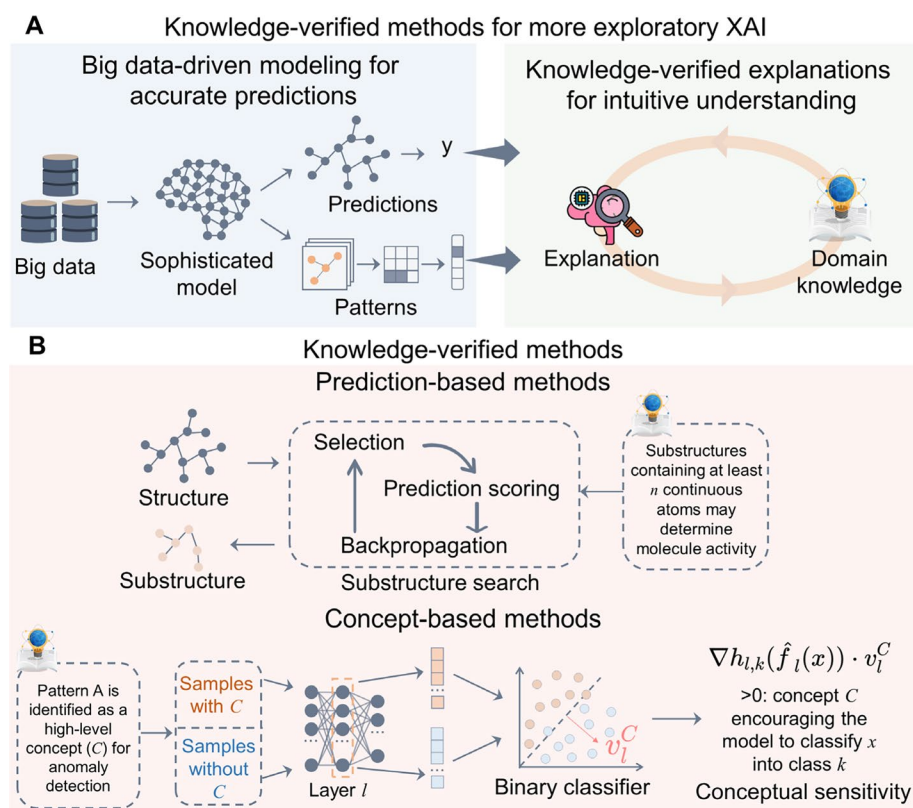 A
Knowledge-verified methods for more exploratory XAI
Big data-driven modeling for
accurate predictions
Knowledge-verified explanations
for intuitive understanding
y
Predictions
Big data
Sophisticated
model
Patterns
Explanation
Domain
knowledge
B
Knowledge-verified methods
Prediction-based methods
Selection
Prediction scoring
Backpropagation
Substructure search
Structure
Substructure
Substructures
containing at least
n continuous
atoms may
determine
molecule activity
Concept-based methods
Pattern A is
identified as a
high-level
concept (C) for
anomaly
detection
Samples
with C
Samples
without
C
Layer l
...
...
v_l^C
Binary classifier
∇h_{l,k}(f̂_l(x)) · v_l^C
>0: concept C
encouraging the
model to classify x
into class k
Conceptual sensitivity